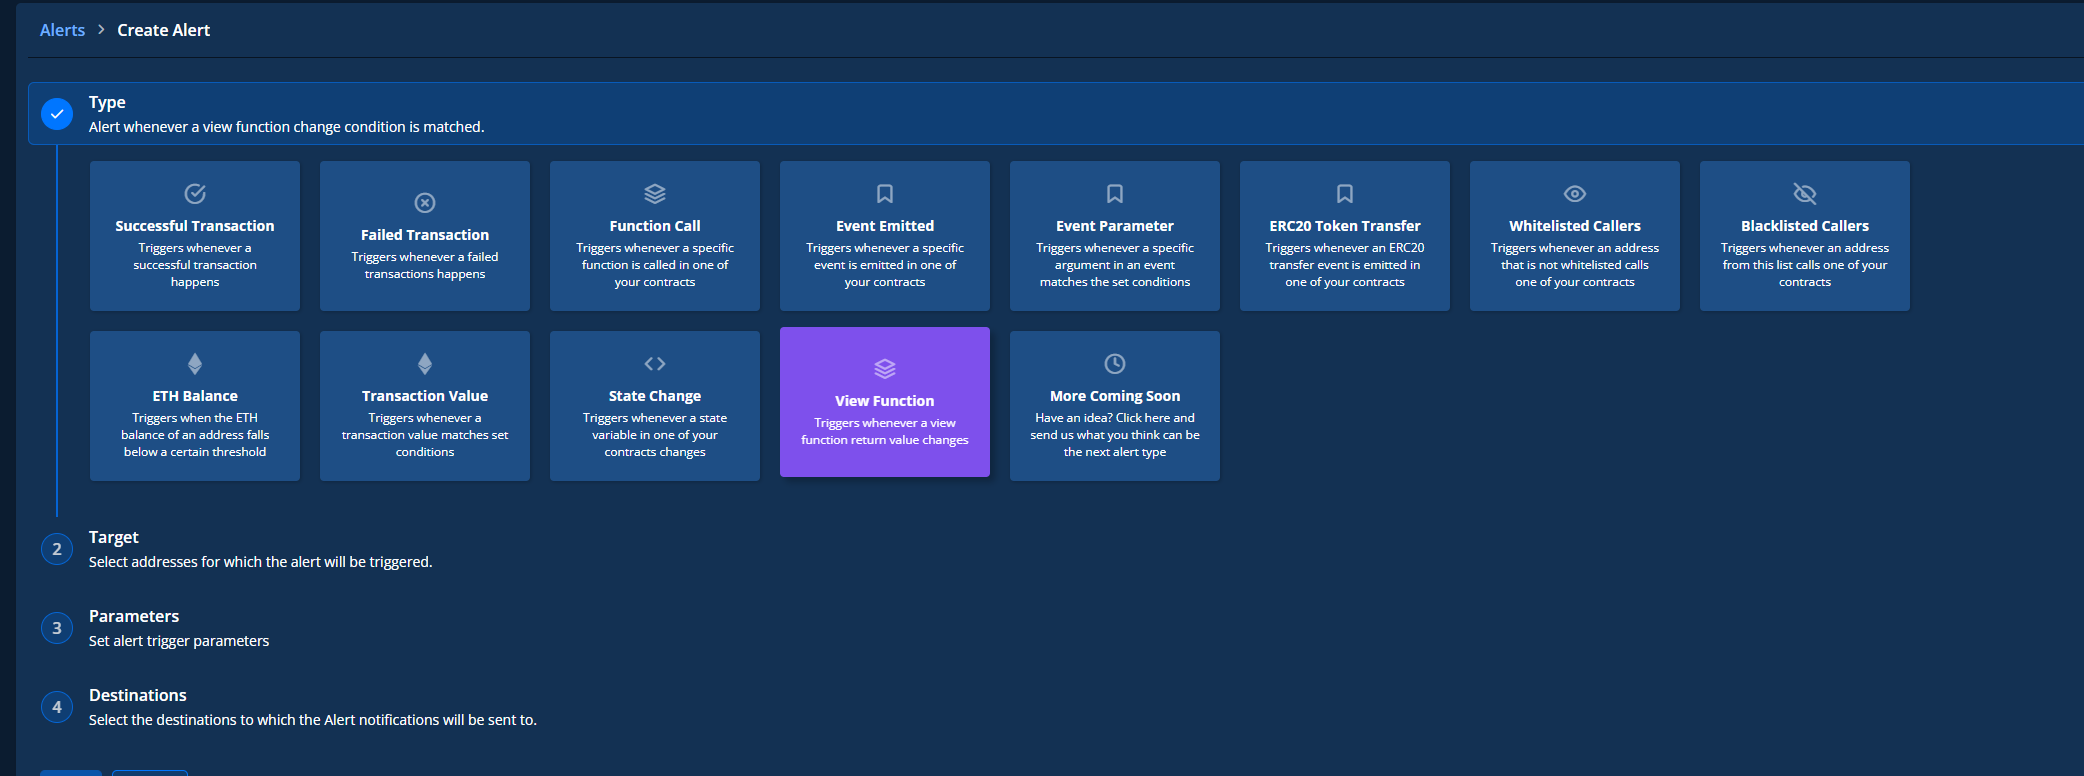 Alerts > Create Alert
Type
Alert whenever a view function change condition is matched.
Successful Transaction
Triggers whenever a
successful transaction
happens
Failed Transaction
Triggers whenever a failed
transactions happens
Function Call
Triggers whenever a specific
function is called in one of
your contracts
Event Emitted
Triggers whenever a specific
event is emitted in one of
your contracts
Event Parameter
Triggers whenever a specific
argument in an event
matches the set conditions
ERC20 Token Transfer
Triggers whenever an ERC20
transfer event is emitted in
one of your contracts
Whitelisted Callers
Triggers whenever an address
that is not whitelisted calls
one of your contracts
Blacklisted Callers
Triggers whenever an address
from this list calls one of your
contracts
ETH Balance
Triggers when the ETH
balance of an address falls
below a certain threshold
Transaction Value
Triggers whenever a
transaction value matches set
conditions
State Change
Triggers whenever a state
variable in one of your
contracts changes
View Function
Triggers whenever a view
function return value changes
More Coming Soon
Have an idea? Click here and
send us what you think can be
the next alert type
2
Target
Select addresses for which the alert will be triggered.
3
Parameters
Set alert trigger parameters
4
Destinations
Select the destinations to which the Alert notifications will be sent to.